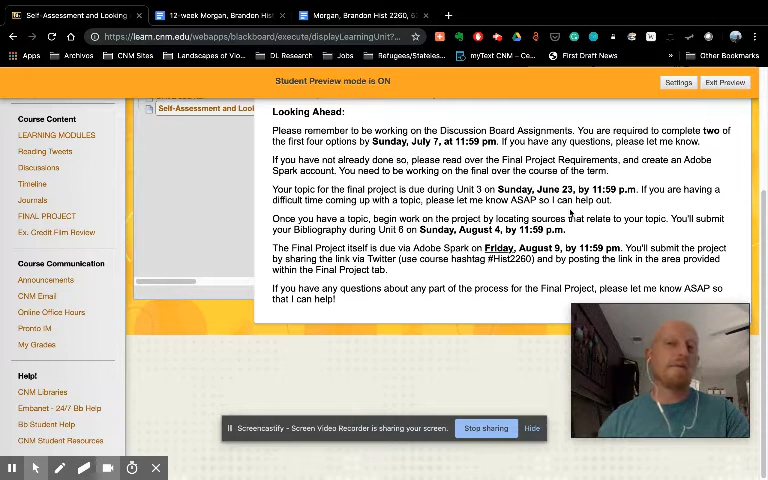 Self-Assessment and Looking
12-week Morgan, Brandon Hist
Morgan, Brandon Hist 2260, 6
https://learn.cnm.edu/webapps/blackboard/execute/displayLearningUnit?...
Apps
Archivos
CNM Sites
Landscapes of Vio...
DL Research
Jobs
Refugees/Stateles...
myText CNM – Ce...
First Draft News
»
Other Bookmarks
Student Preview mode is ON
Settings
Exit Preview
Course Content
LEARNING MODULES
Reading Tweets
Discussions
Timeline
Journals
FINAL PROJECT
Ex. Credit Film Review
Course Communication
Announcements
CNM Email
Online Office Hours
Pronto IM
My Grades
Help!
CNM Libraries
Embanet - 24/7 Bb Help
Bb Student Help
CNM Student Resources
Self-Assessment and Loo
Looking Ahead:
Please remember to be working on the Discussion Board Assignments. You are required to complete two of
the first four options by Sunday, July 7, at 11:59 pm. If you have any questions, please let me know.
If you have not already done so, please read over the Final Project Requirements, and create an Adobe
Spark account. You need to be working on the final over the course of the term.
Your topic for the final project is due during Unit 3 on Sunday, June 23, by 11:59 p.m. If you are having a
difficult time coming up with a topic, please let me know ASAP so I can help out.
Once you have a topic, begin work on the project by locating sources that relate to your topic. You'll submit
your Bibliography during Unit 6 on Sunday, August 4, by 11:59 p.m.
The Final Project itself is due via Adobe Spark on Friday, August 9, by 11:59 pm. You'll submit the project
by sharing the link via Twitter (use course hashtag #Hist2260) and by posting the link in the area provided
within the Final Project tab.
If you have any questions about any part of the process for the Final Project, please let me know ASAP so
that I can help!
Screencastify - Screen Video Recorder is sharing your screen.
Stop sharing
Hide